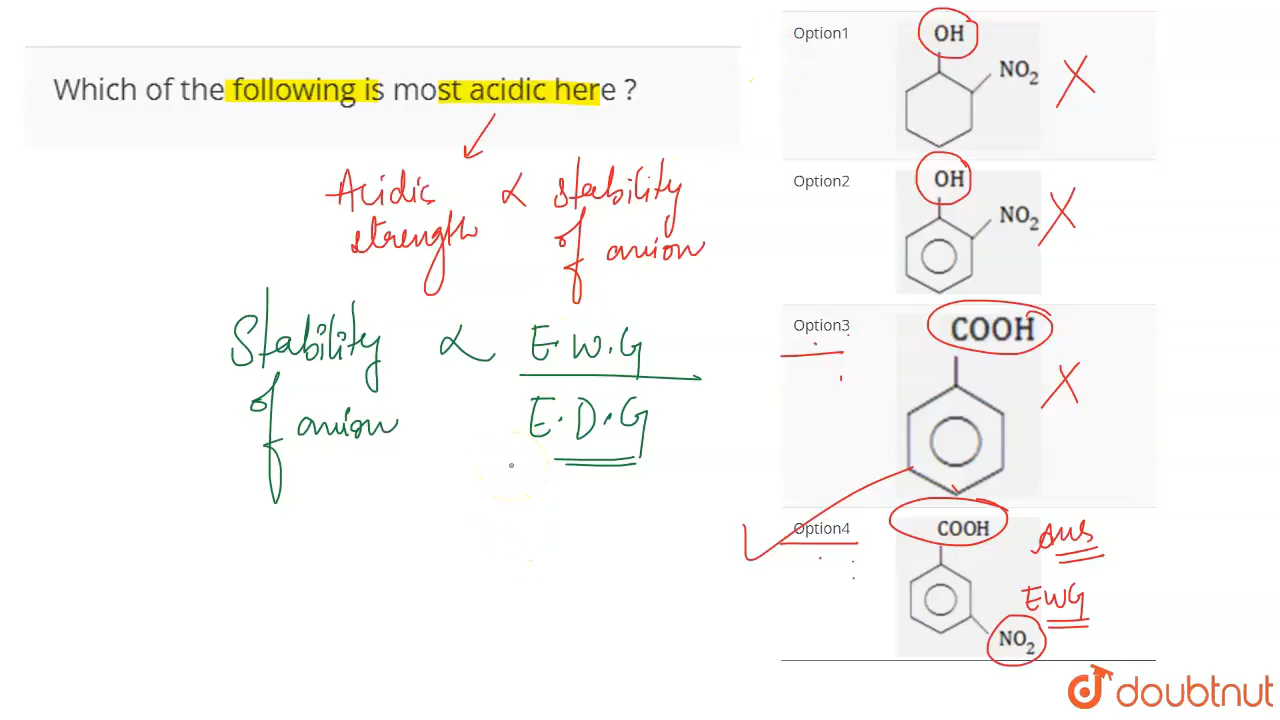 Which of the following is most acidic here ?
Acidic ∝ stability
strength of anion
Stability ∝ E.W.G
of anion E.D.G
Option1
OH
NO2
X
Option2
OH
NO2
X
Option3
COOH
X
Option4
COOH
Ans
EWG
NO2
doubtnut